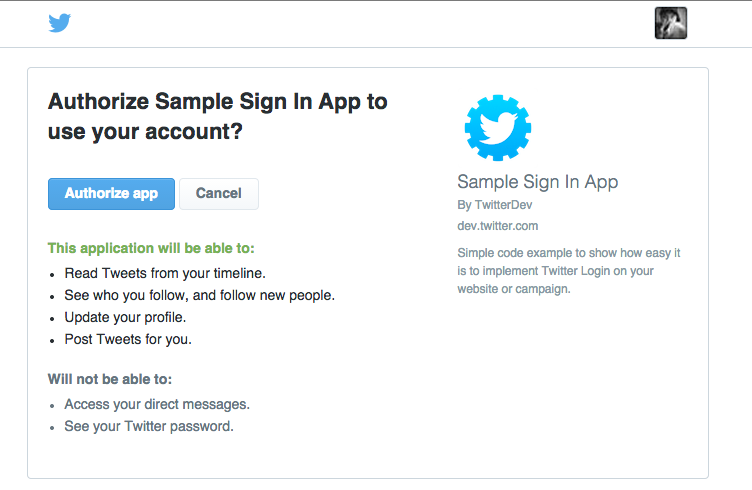 Authorize Sample Sign In App to
use your account?
Authorize app
Cancel
This application will be able to:
• Read Tweets from your timeline.
• See who you follow, and follow new people.
• Update your profile.
• Post Tweets for you.
Will not be able to:
• Access your direct messages.
• See your Twitter password.
Sample Sign In App
By TwitterDev
dev.twitter.com
Simple code example to show how easy it
is to implement Twitter Login on your
website or campaign.